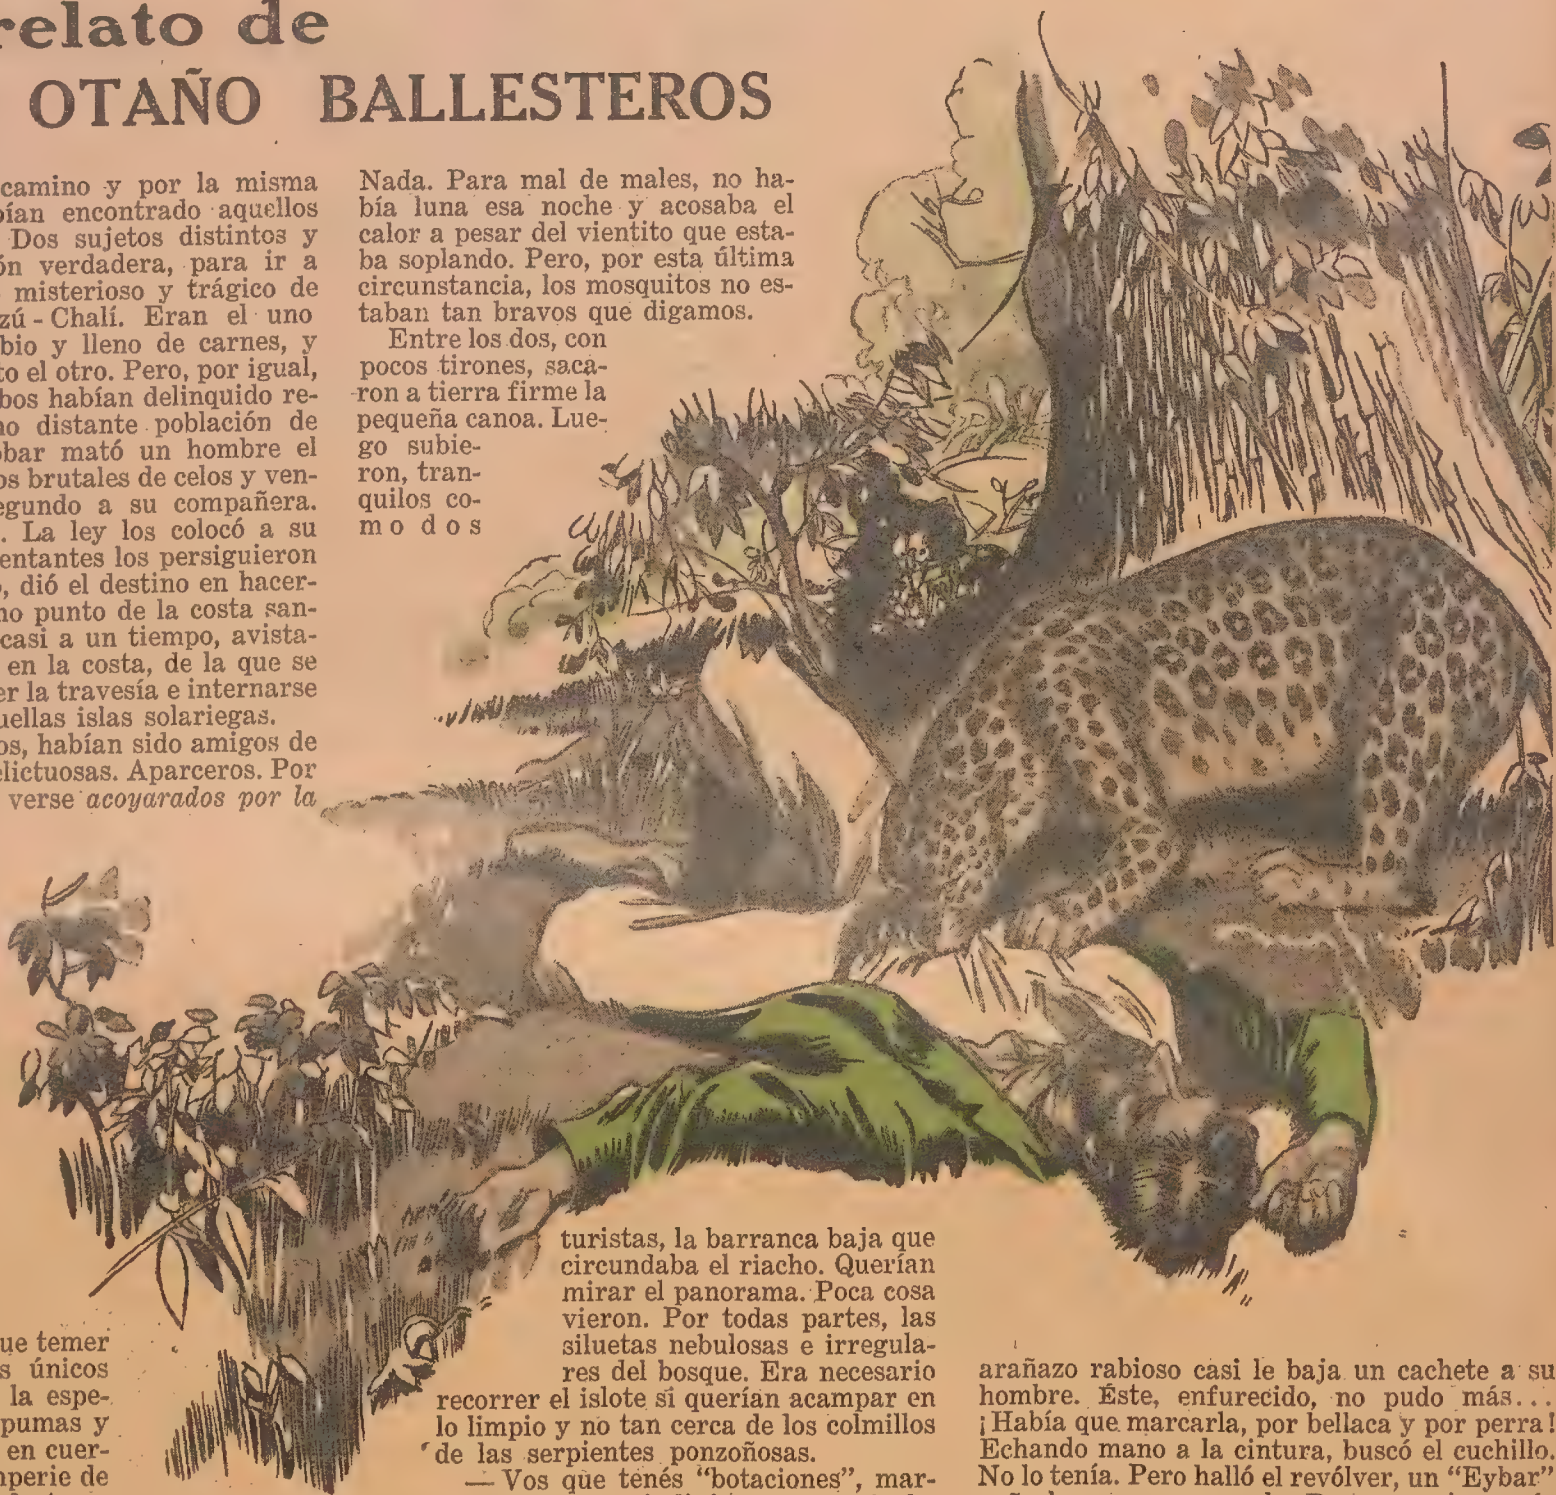 relato de
OTAÑO BALLESTEROS
camino y por la misma
bían encontrado aquellos
Dos sujetos distintos y
ón verdadera, para ir a
misterioso y trágico de
zú - Chalí. Eran el uno
bio y lleno de carnes, y
to el otro. Pero, por igual,
bos habían delinquido re-
no distante población de
obar mató un hombre el
os brutales de celos y ven-
egundo a su compañera.
. La ley los colocó a su
entantes los persiguieron
o, dió el destino en hacer-
no punto de la costa san-
casi a un tiempo, avista-
en la costa, de la que se
er la travesía e internarse
uellas islas solariegas.
os, habían sido amigos de
elictuosas. Aparceros. Por
verse acoyarados por la
ue temer
s únicos
la espe-
pumas y
en cuer-
mperie de
Nada. Para mal de males, no ha-
bía luna esa noche y acosaba el
calor a pesar del vientito que esta-
ba soplando. Pero, por esta última
circunstancia, los mosquitos no es-
taban tan bravos que digamos.
Entre los dos, con
pocos tirones, saca-
ron a tierra firme la
pequeña canoa. Lue-
go subie-
ron, tran-
quilos co-
mo dos
turistas, la barranca baja que
circundaba el riacho. Querían
mirar el panorama. Poca cosa
vieron. Por todas partes, las
siluetas nebulosas e irregula-
res del bosque. Era necesario
recorrer el islote si querían acampar en
lo limpio y no tan cerca de los colmillos
de las serpientes ponzoñosas.
— Vos que tenés "botaciones", mar-
arañazo rabioso casi le baja un cachete a su
hombre. Éste, enfurecido, no pudo más...
¡Había que marcarla, por bellaca y por perra!
Echando mano a la cintura, buscó el cuchillo.
No lo tenía. Pero halló el revólver, un "Eybar"